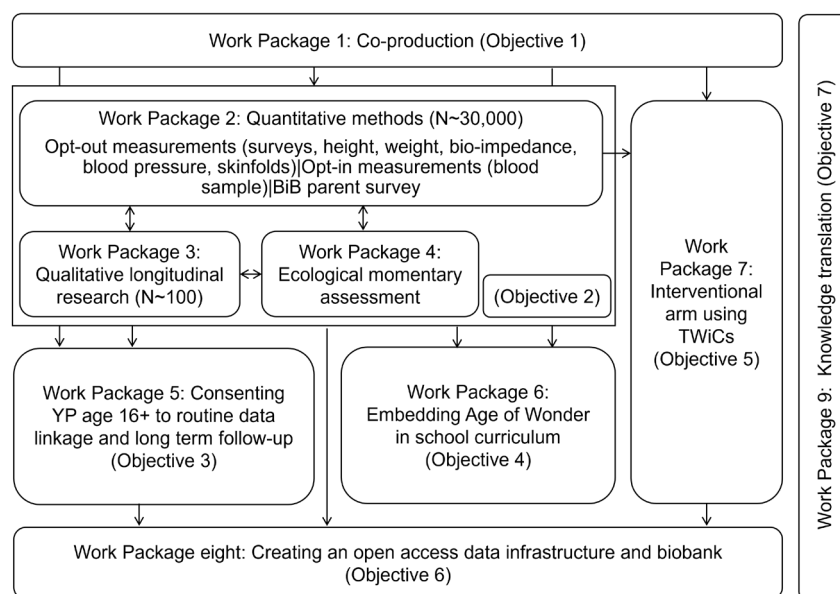 Work Package 1: Co-production (Objective 1)
Work Package 2: Quantitative methods (N~30,000)
Opt-out measurements (surveys, height, weight, bio-impedance,
blood pressure, skinfolds)|Opt-in measurements (blood
sample)|BiB parent survey
Work Package 3:
Qualitative longitudinal
research (N~100)
Work Package 4:
Ecological momentary
assessment
(Objective 2)
Work
Package 7:
Interventional
arm using
TWiCs
(Objective 5)
Work Package 5: Consenting
YP age 16+ to routine data
linkage and long term follow-up
(Objective 3)
Work Package 6:
Embedding Age of Wonder
in school curriculum
(Objective 4)
Work Package eight: Creating an open access data infrastructure and biobank
(Objective 6)
Work Package 9: Knowledge translation (Objective 7)